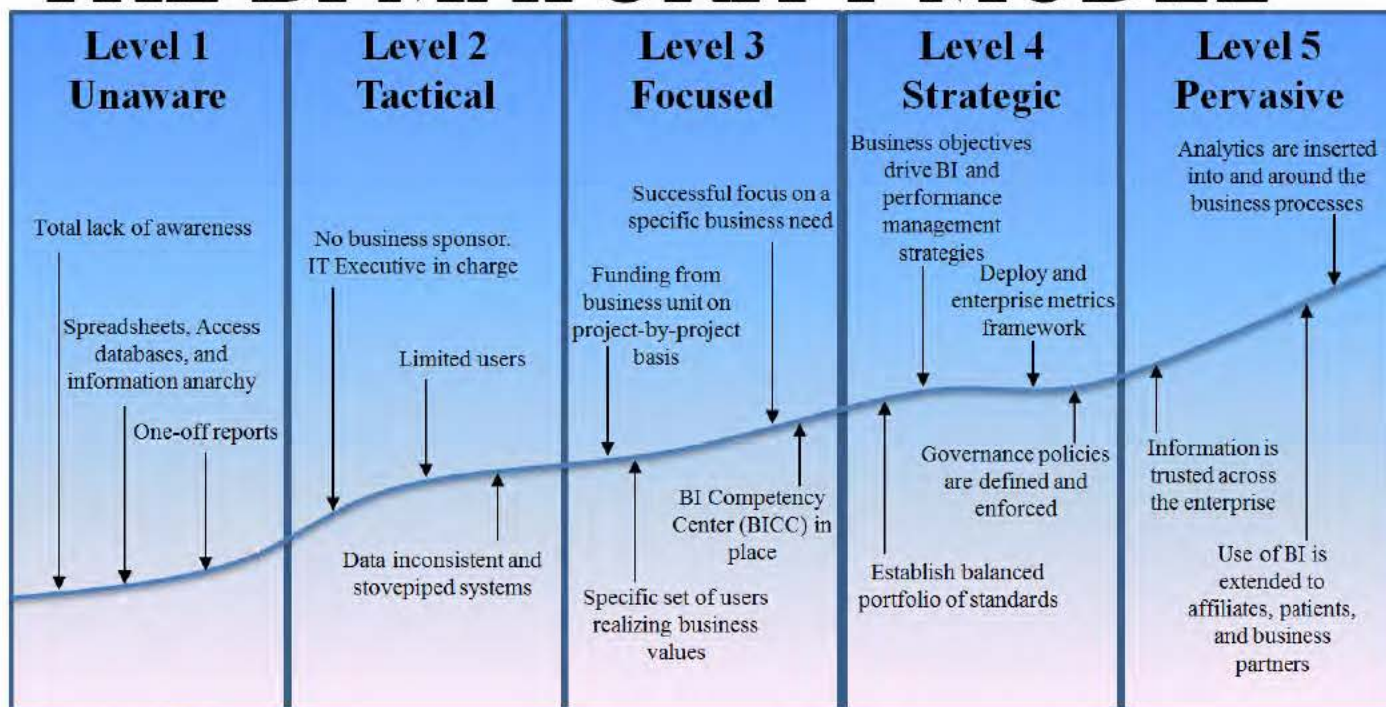 THE BI MATURITY MODEL
Level 1
Unaware
Total lack of awareness
Spreadsheets, Access
databases, and
information anarchy
One-off reports
Level 2
Tactical
No business sponsor.
IT Executive in charge
Limited users
Data inconsistent and
stovepiped systems
Level 3
Focused
Successful focus on a
specific business need
Funding from
business unit on
project-by-project
basis
BI Competency
Center (BICC) in
place
Specific set of users
realizing business
values
Level 4
Strategic
Business objectives
drive BI and
performance
management
strategies
Deploy and
enterprise metrics
framework
Governance policies
are defined and
enforced
Establish balanced
portfolio of standards
Level 5
Pervasive
Analytics are inserted
into and around the
business processes
Information is
trusted across
the enterprise
Use of BI is
extended to
affiliates, patients,
and business
partners